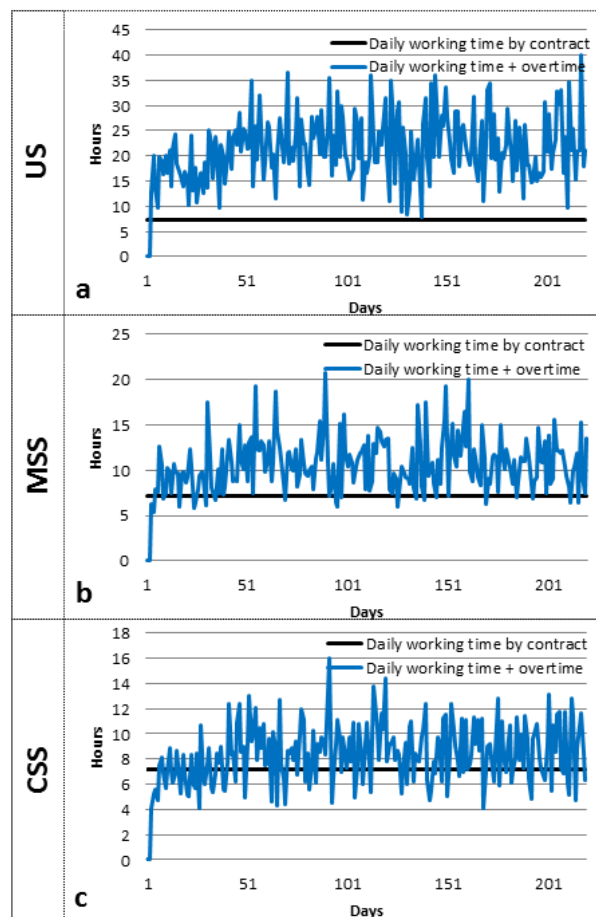 US
Hours
45
40
35
30
25
20
15
10
5
0
Daily working time by contract
Daily working time + overtime
1 51 101 151 201
Days
a
MSS
Hours
25
20
15
10
5
0
Daily working time by contract
Daily working time + overtime
1 51 101 151 201
Days
b
CSS
Hours
18
16
14
12
10
8
6
4
2
0
Daily working time by contract
Daily working time + overtime
1 51 101 151 201
Days
c